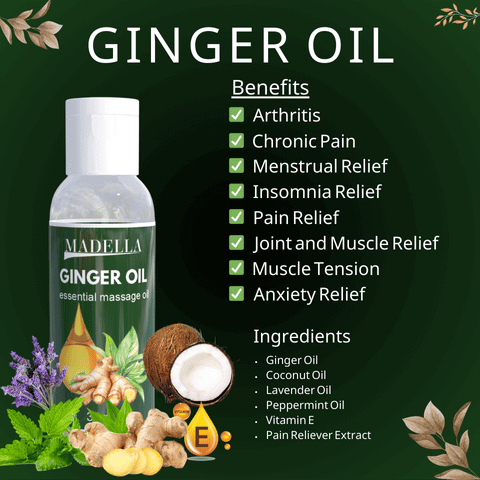 GINGER OIL
Benefits
✅ Arthritis
✅ Chronic Pain
✅ Menstrual Relief
✅ Insomnia Relief
✅ Pain Relief
✅ Joint and Muscle Relief
✅ Muscle Tension
✅ Anxiety Relief
MADELLA
GINGER OIL
essential massage oil
Ingredients
• Ginger Oil
• Coconut Oil
• Lavender Oil
• Peppermint Oil
• Vitamin E
• Pain Reliever Extract
E